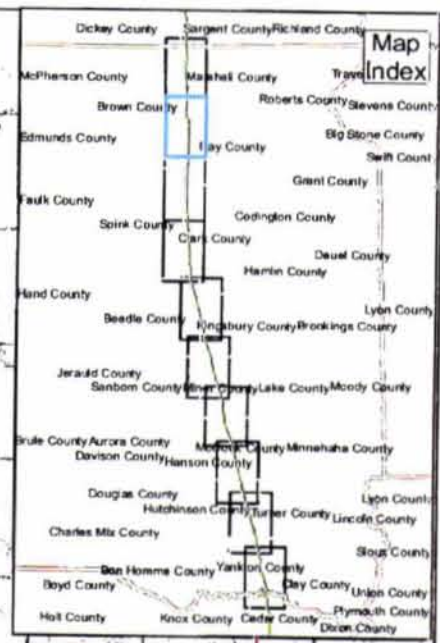 Dickey County Sargent County Richland County
Map Index
McPherson County Marshall County
Brown County Roberts County Stevens County
Edmunds County Day County Big Stone County
Swift Count
Grant County
Faulk County
Spink County Codington County
Clark County
Deuel County
Hamlin County
Hand County
Beadle County Lyon County
Kingsbury County Brookings County
Jerauld County
Sanborn County Miner County Lake County Moody County
Brule County Aurora County McCook County Minnehaha County
Davison County Hanson County
Douglas County Lyon County
Hutchinson County Turner County Lincoln County
Charles Mix County
Sioux County
Bon Homme County Yankton County
Boyd County Clay County Union County
Plymouth County
Holt County Knox County Cedar County
Dixon County